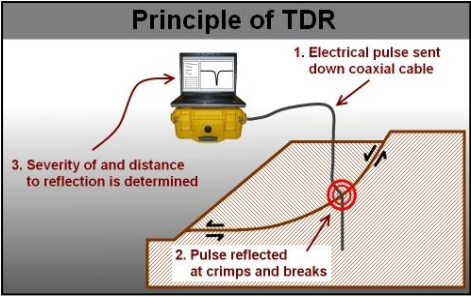 Principle of TDR
1. Electrical pulse sent
down coaxial cable
3. Severity of and distance
to reflection is determined
2. Pulse reflected
at crimps and breaks